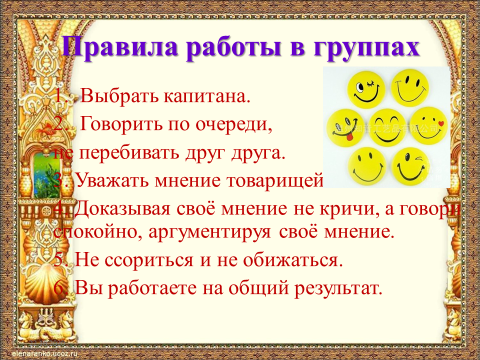 Правила работы в группах
1. Выбрать капитана.
2. Говорить по очереди,
не перебивать друг друга.
Уважать мнение товарищей
4. Доказывая своё мнение не кричи, а говори
спокойно, аргументируя своё мнение.
5. Не ссориться и не обижаться.
6. Вы работаете на общий результат.
elenaranko.ucoz.ru